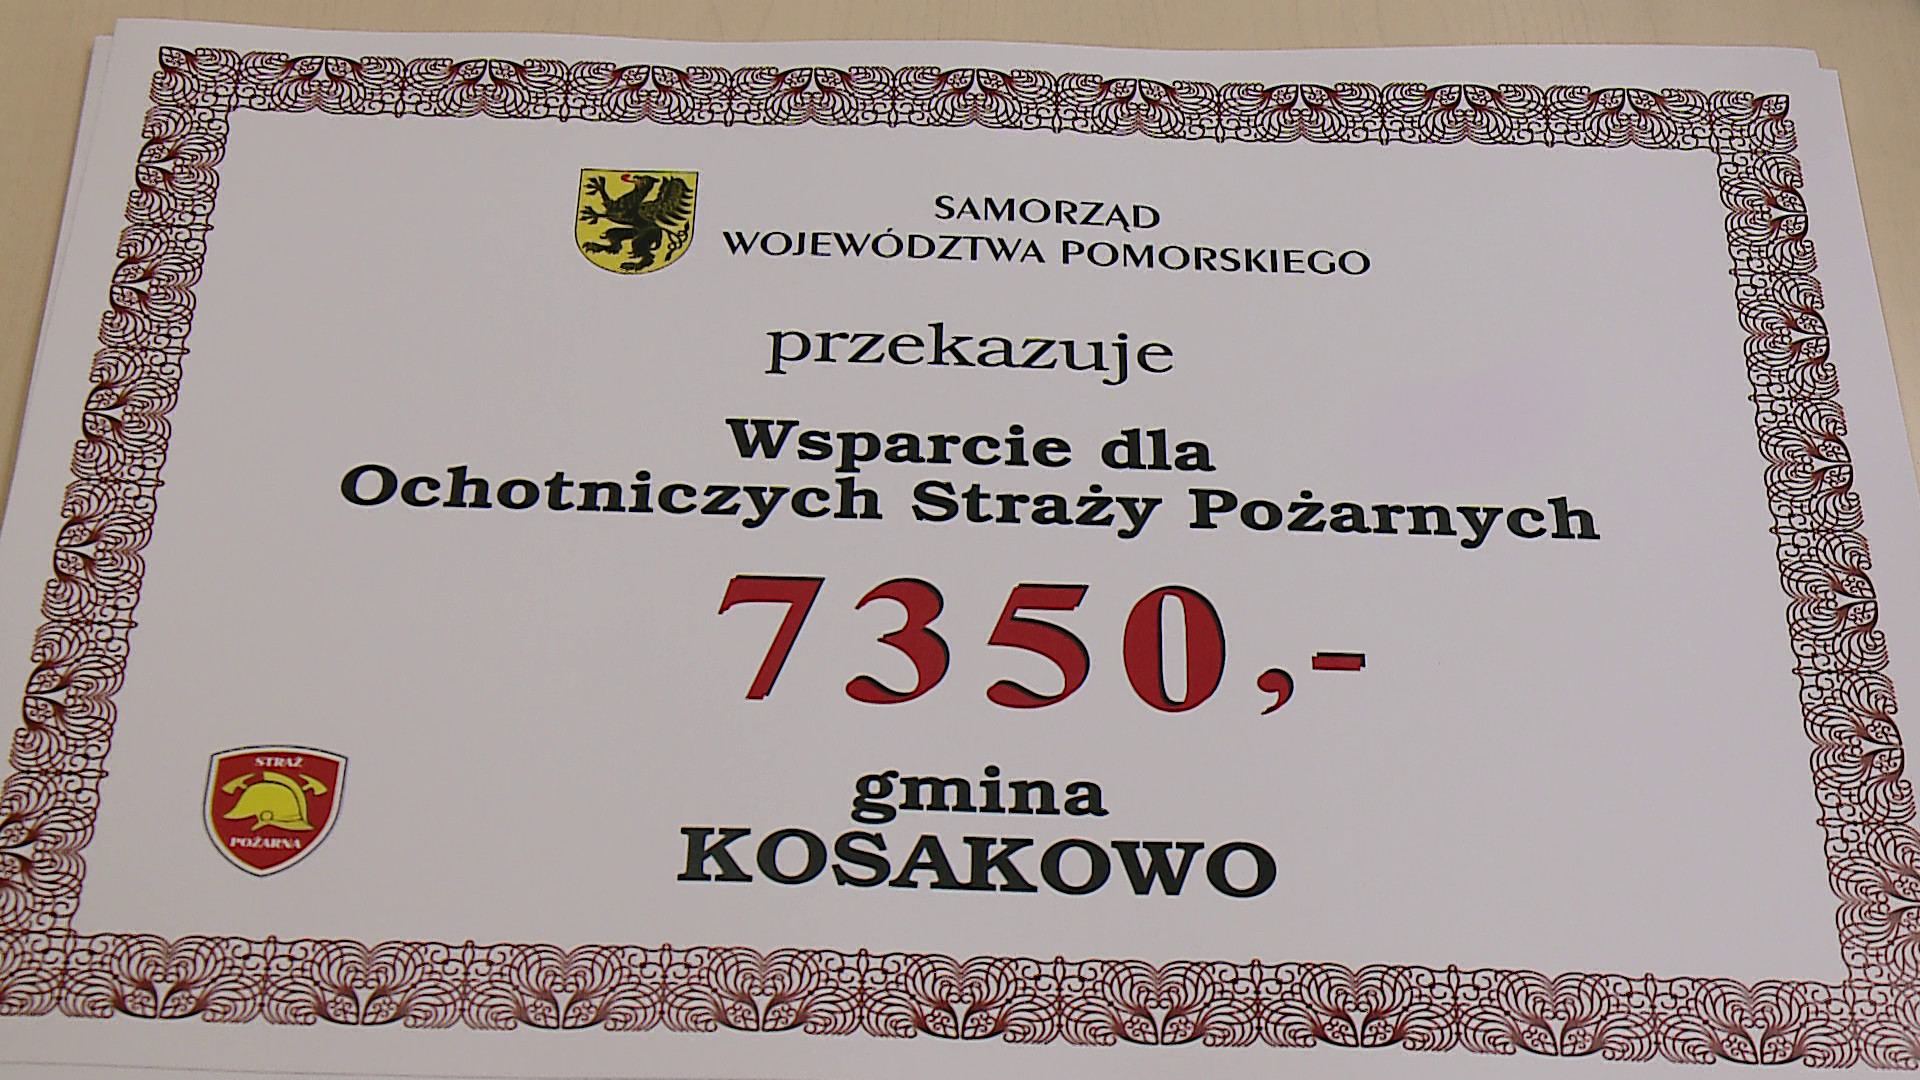 SAMORZĄD
WOJEWÓDZTWA POMORSKIEGO
przekazuje
Wsparcie dla
Ochotniczych Straży Pożarnych
7350,-
gmina
KOSAKOWO
STRAŻ
POŻARNA